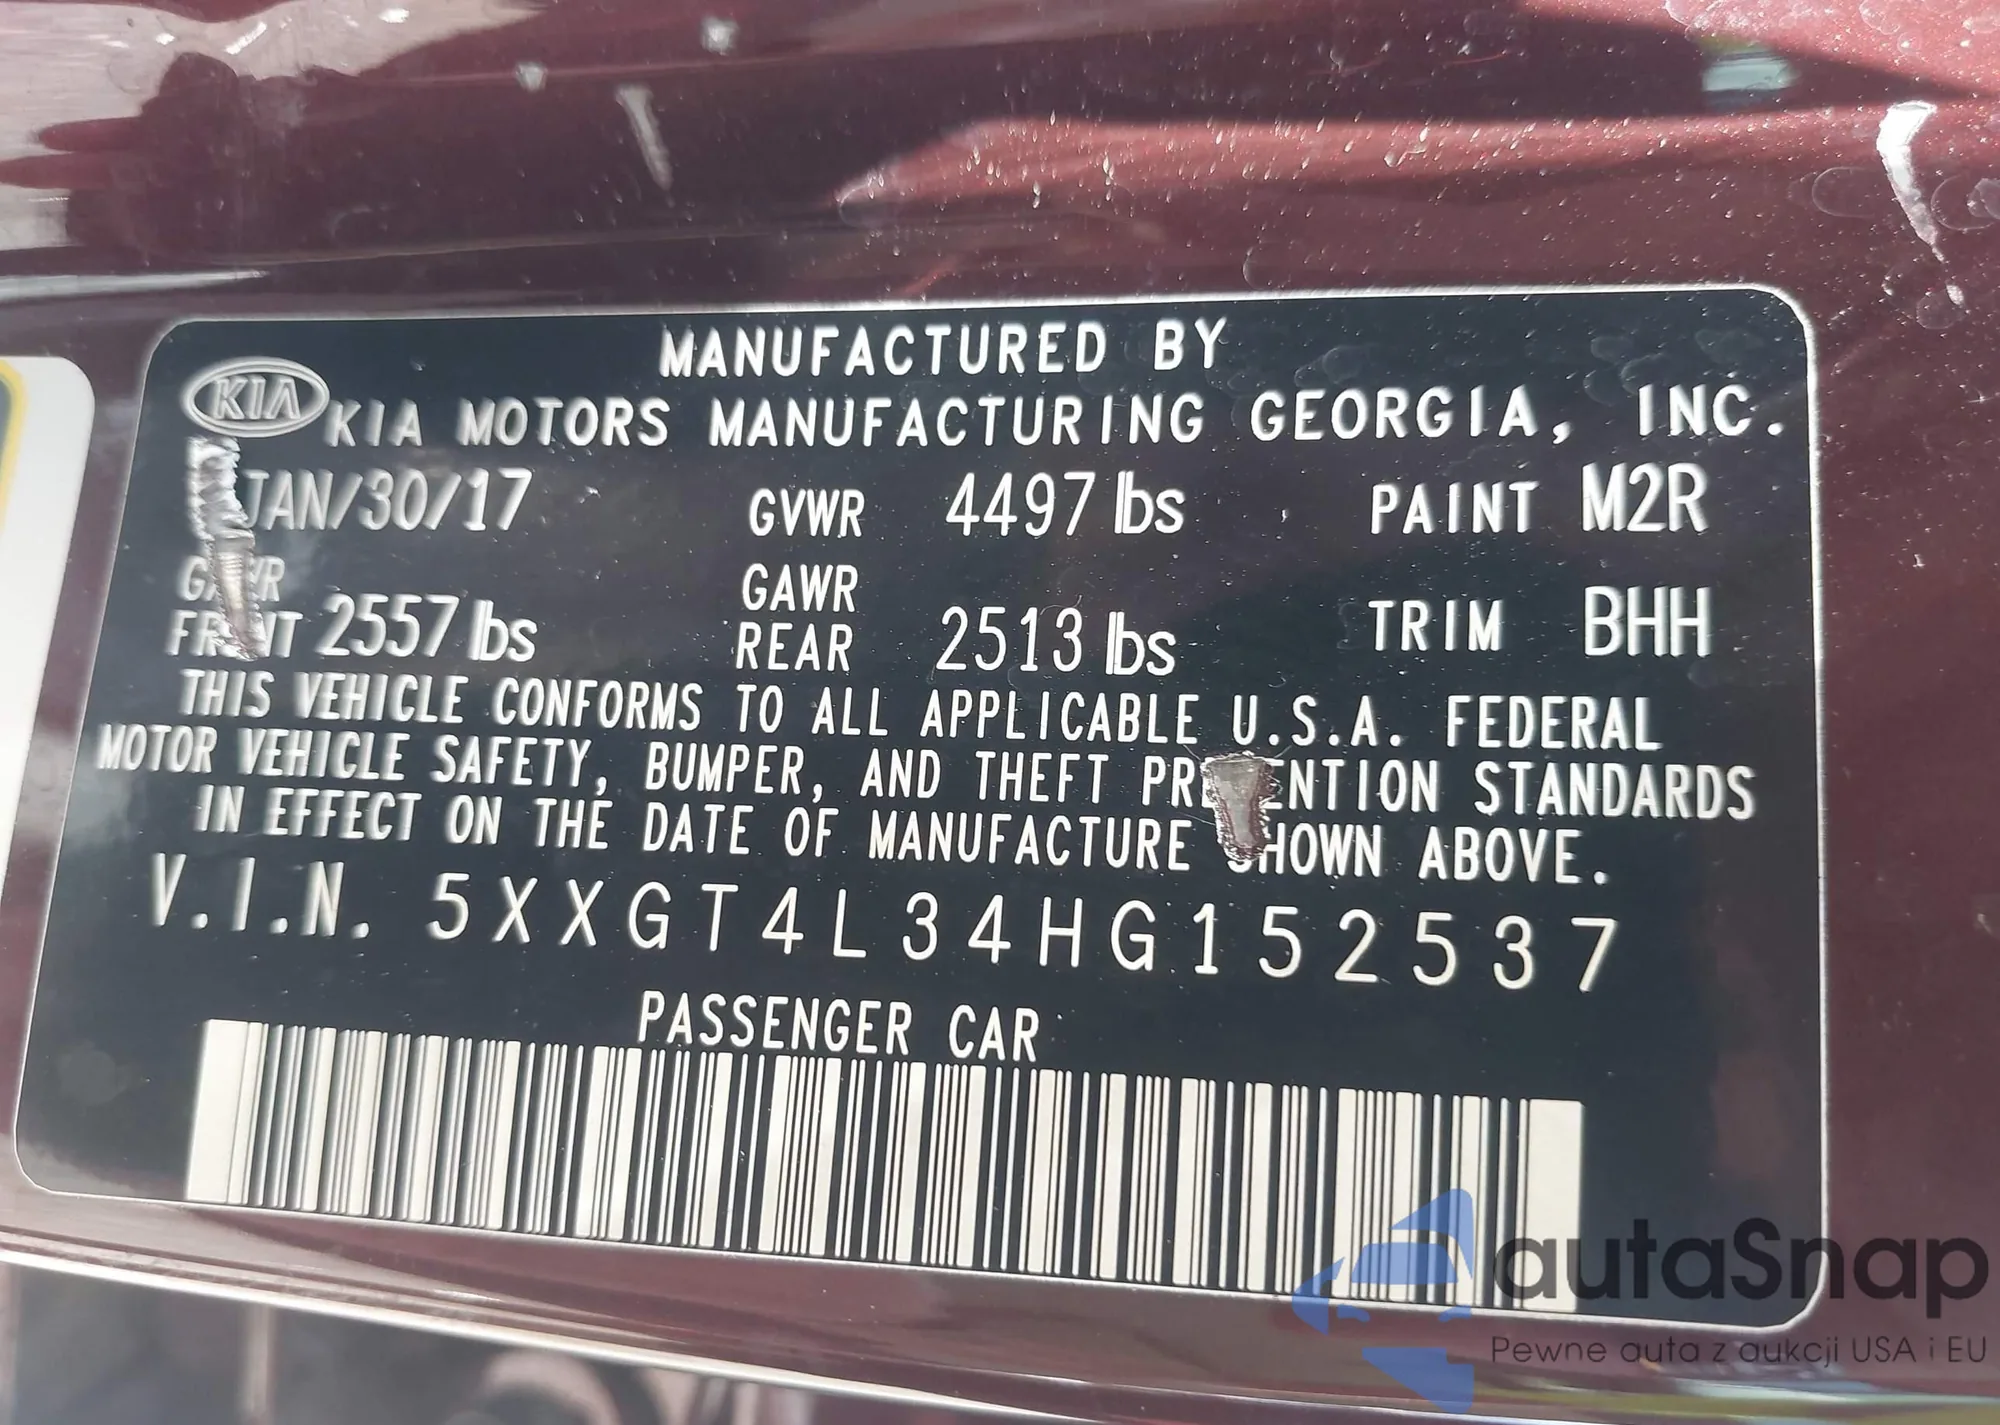 MANUFACTURED BY
KIA KIA MOTORS MANUFACTURING GEORGIA, INC.
JAN/30/17 GVWR 4497 lbs PAINT M2R
GAWR FRONT 2557 lbs GAWR REAR 2513 lbs TRIM BHH
THIS VEHICLE CONFORMS TO ALL APPLICABLE U.S.A. FEDERAL
MOTOR VEHICLE SAFETY, BUMPER, AND THEFT PREVENTION STANDARDS
IN EFFECT ON THE DATE OF MANUFACTURE SHOWN ABOVE.
V.I.N. 5XXGT4L34HG152537
PASSENGER CAR
autaSnap
Pewne auta z aukcji USA i EU